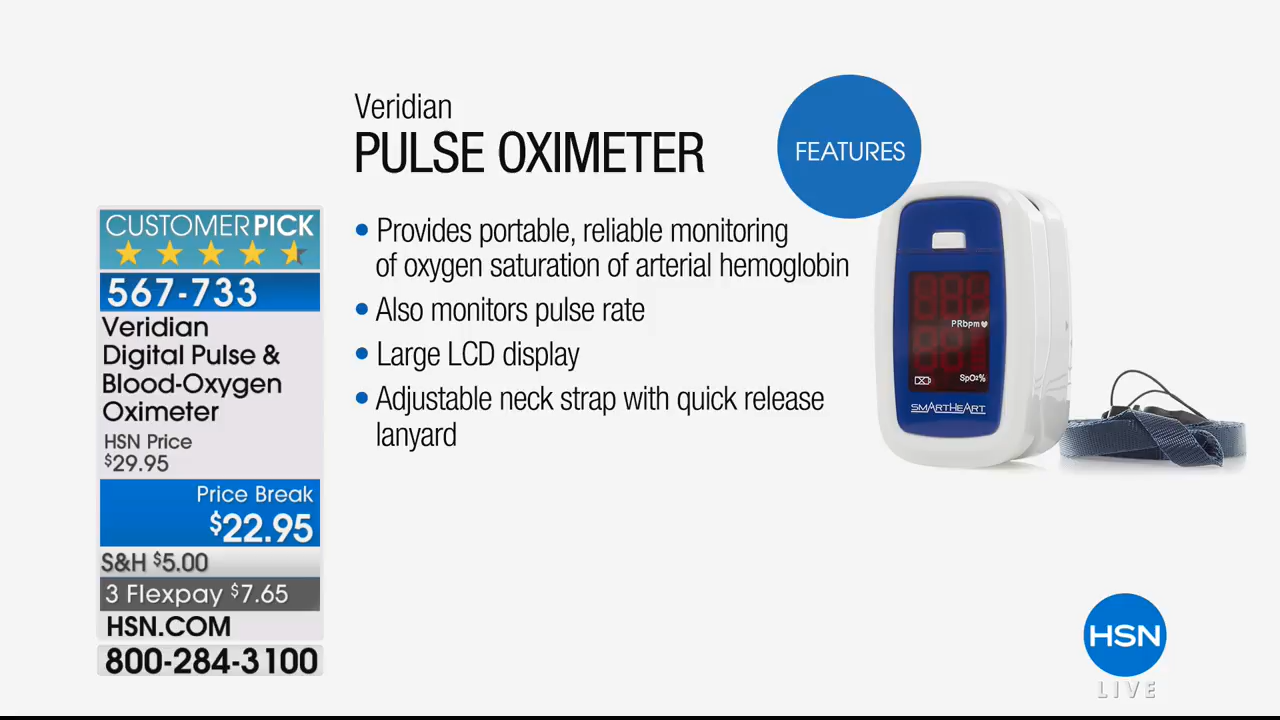 Veridian
PULSE OXIMETER
FEATURES
• Provides portable, reliable monitoring
of oxygen saturation of arterial hemoglobin
• Also monitors pulse rate
• Large LCD display
• Adjustable neck strap with quick release
lanyard
CUSTOMER PICK
567-733
Veridian
Digital Pulse &
Blood-Oxygen
Oximeter
HSN Price
$29.95
Price Break
$22.95
S&H $5.00
3 Flexpay $7.65
HSN.COM
800-284-3100
PRbpm
SpO2%
SMARTHEART
HSN
LIVE